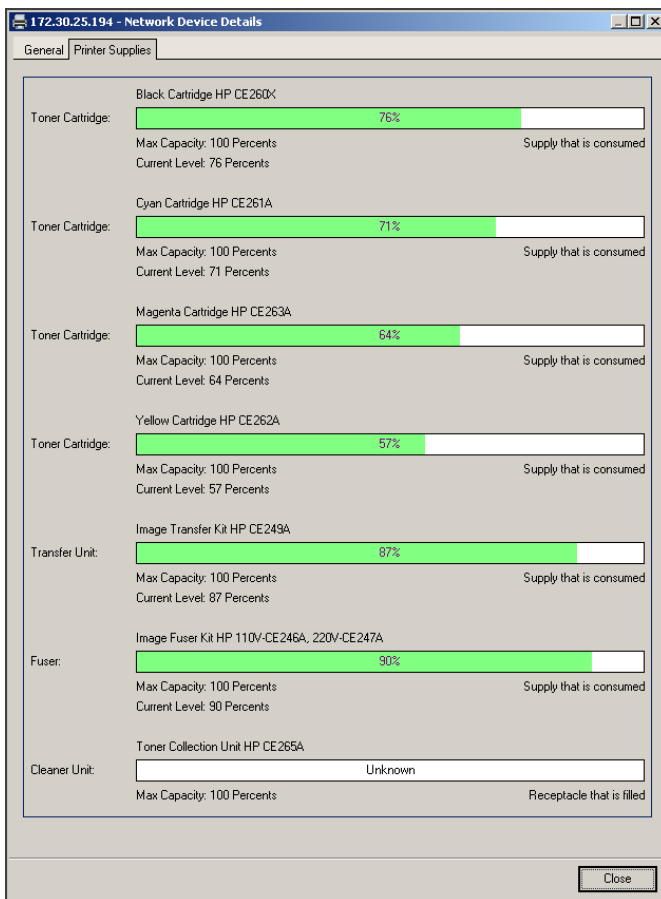 172.30.25.194 - Network Device Details
General Printer Supplies
Black Cartridge HP CE260X
Toner Cartridge: 76%
Max Capacity: 100 Percents Supply that is consumed
Current Level: 76 Percents
Cyan Cartridge HP CE261A
Toner Cartridge: 71%
Max Capacity: 100 Percents Supply that is consumed
Current Level: 71 Percents
Magenta Cartridge HP CE263A
Toner Cartridge: 64%
Max Capacity: 100 Percents Supply that is consumed
Current Level: 64 Percents
Yellow Cartridge HP CE262A
Toner Cartridge: 57%
Max Capacity: 100 Percents Supply that is consumed
Current Level: 57 Percents
Image Transfer Kit HP CE249A
Transfer Unit: 87%
Max Capacity: 100 Percents Supply that is consumed
Current Level: 87 Percents
Image Fuser Kit HP 110V-CE246A, 220V-CE247A
Fuser: 90%
Max Capacity: 100 Percents Supply that is consumed
Current Level: 90 Percents
Toner Collection Unit HP CE265A
Cleaner Unit: Unknown
Max Capacity: 100 Percents Receptacle that is filled
Close